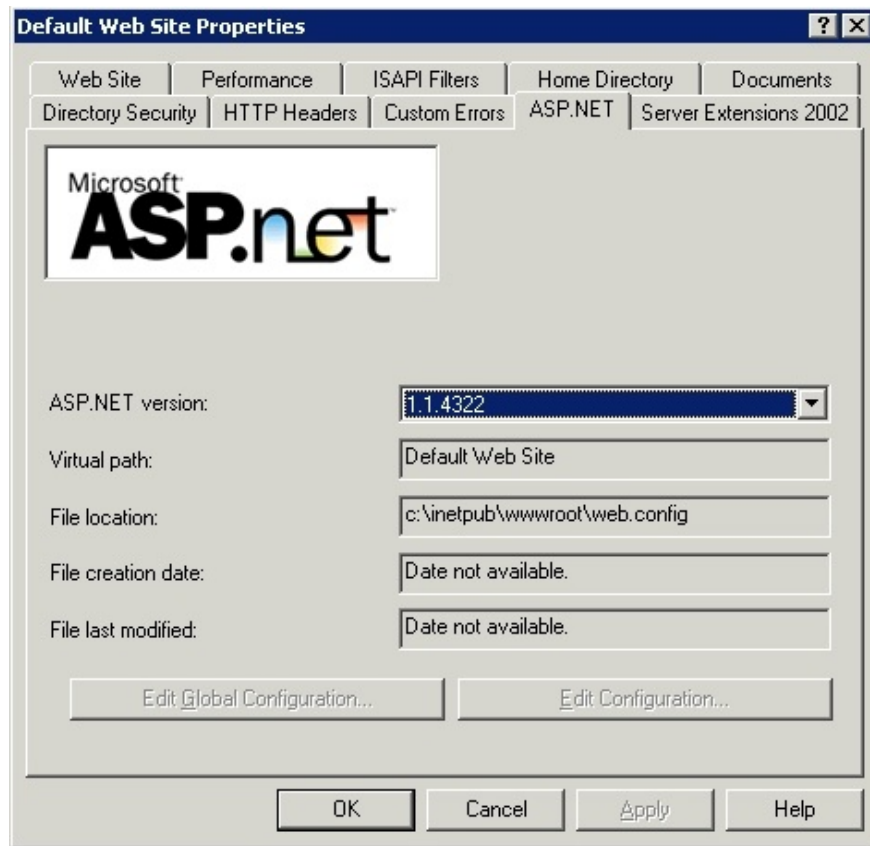 Default Web Site Properties
Web Site Performance ISAPI Filters Home Directory Documents
Directory Security HTTP Headers Custom Errors ASP.NET Server Extensions 2002
Microsoft
ASP.net
ASP.NET version: 1.1.4322
Virtual path: Default Web Site
File location: c:\inetpub\wwwroot\web.config
File creation date: Date not available.
File last modified: Date not available.
Edit Global Configuration... Edit Configuration...
OK Cancel Apply Help